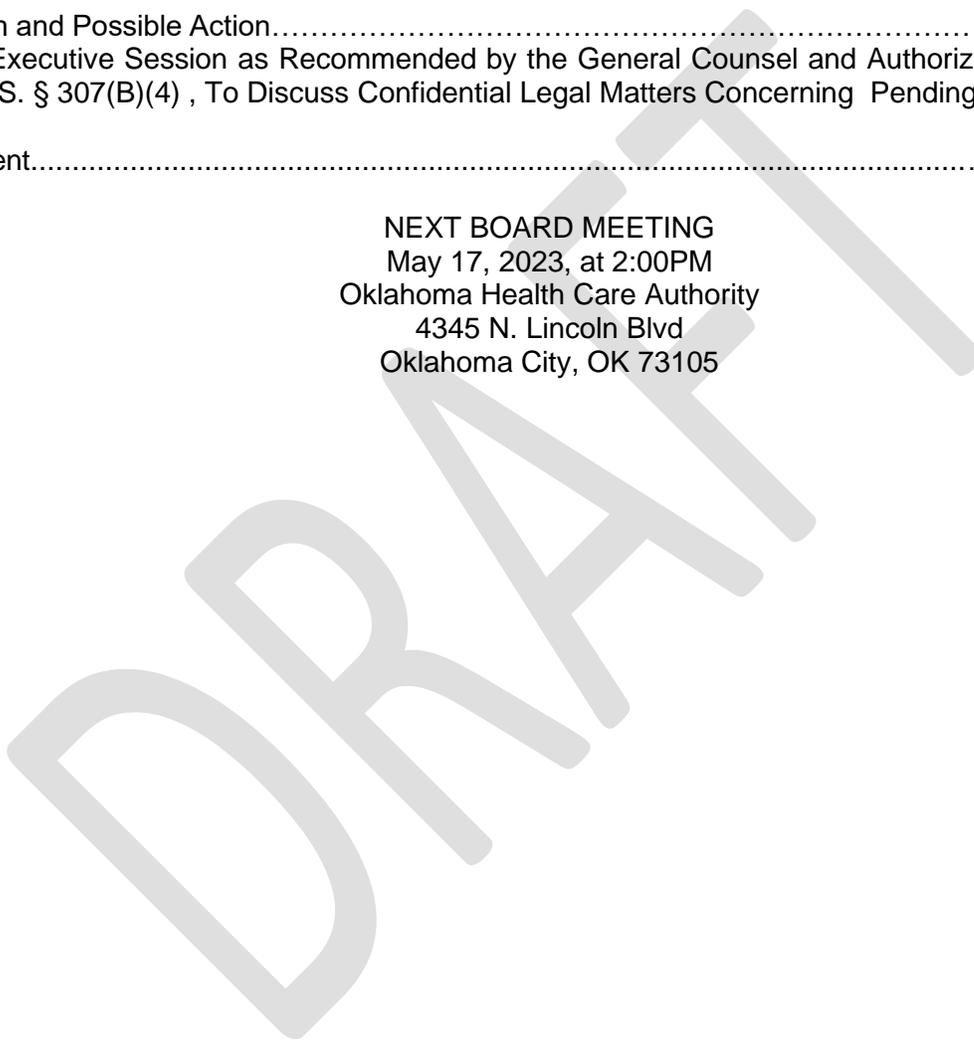 n and Possible Action……………………………………………………………………
Executive Session as Recommended by the General Counsel and Authoriz
S. § 307(B)(4) , To Discuss Confidential Legal Matters Concerning Pending
ent....................................................................................................................
NEXT BOARD MEETING
May 17, 2023, at 2:00PM
Oklahoma Health Care Authority
4345 N. Lincoln Blvd
Oklahoma City, OK 73105
DRAFT